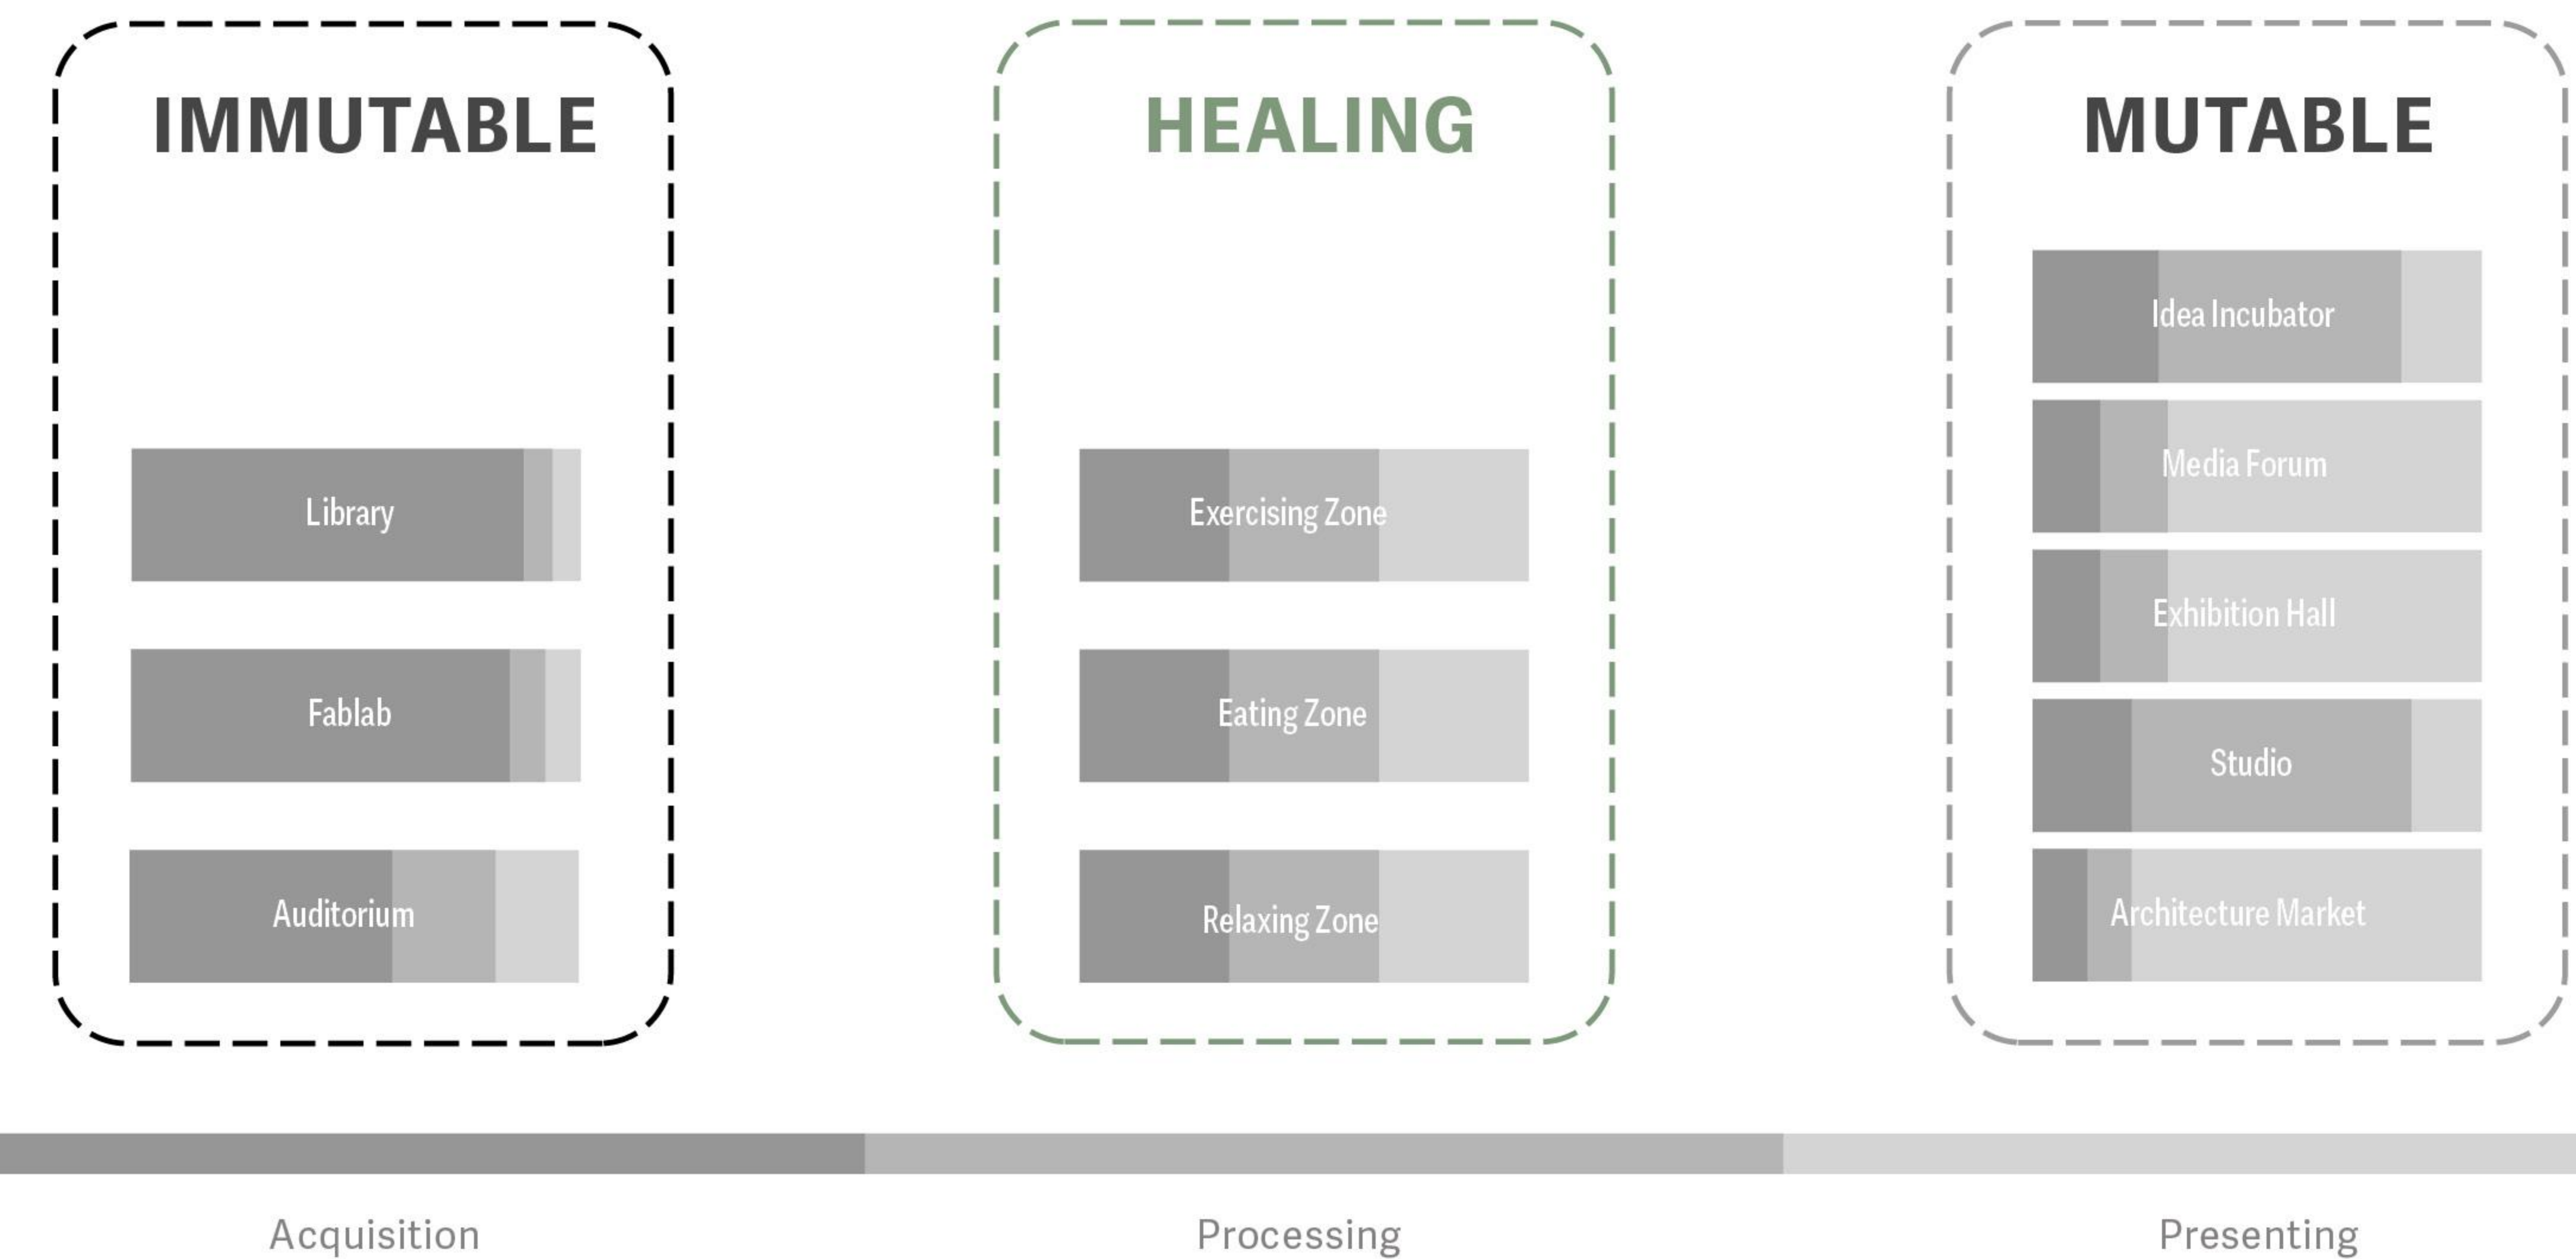 IMMUTABLE
Library
Fablab
Auditorium
HEALING
Exercising Zone
Eating Zone
Relaxing Zone
MUTABLE
Idea Incubator
Media Forum
Exhibition Hall
Studio
Architecture Market
Acquisition
Processing
Presenting